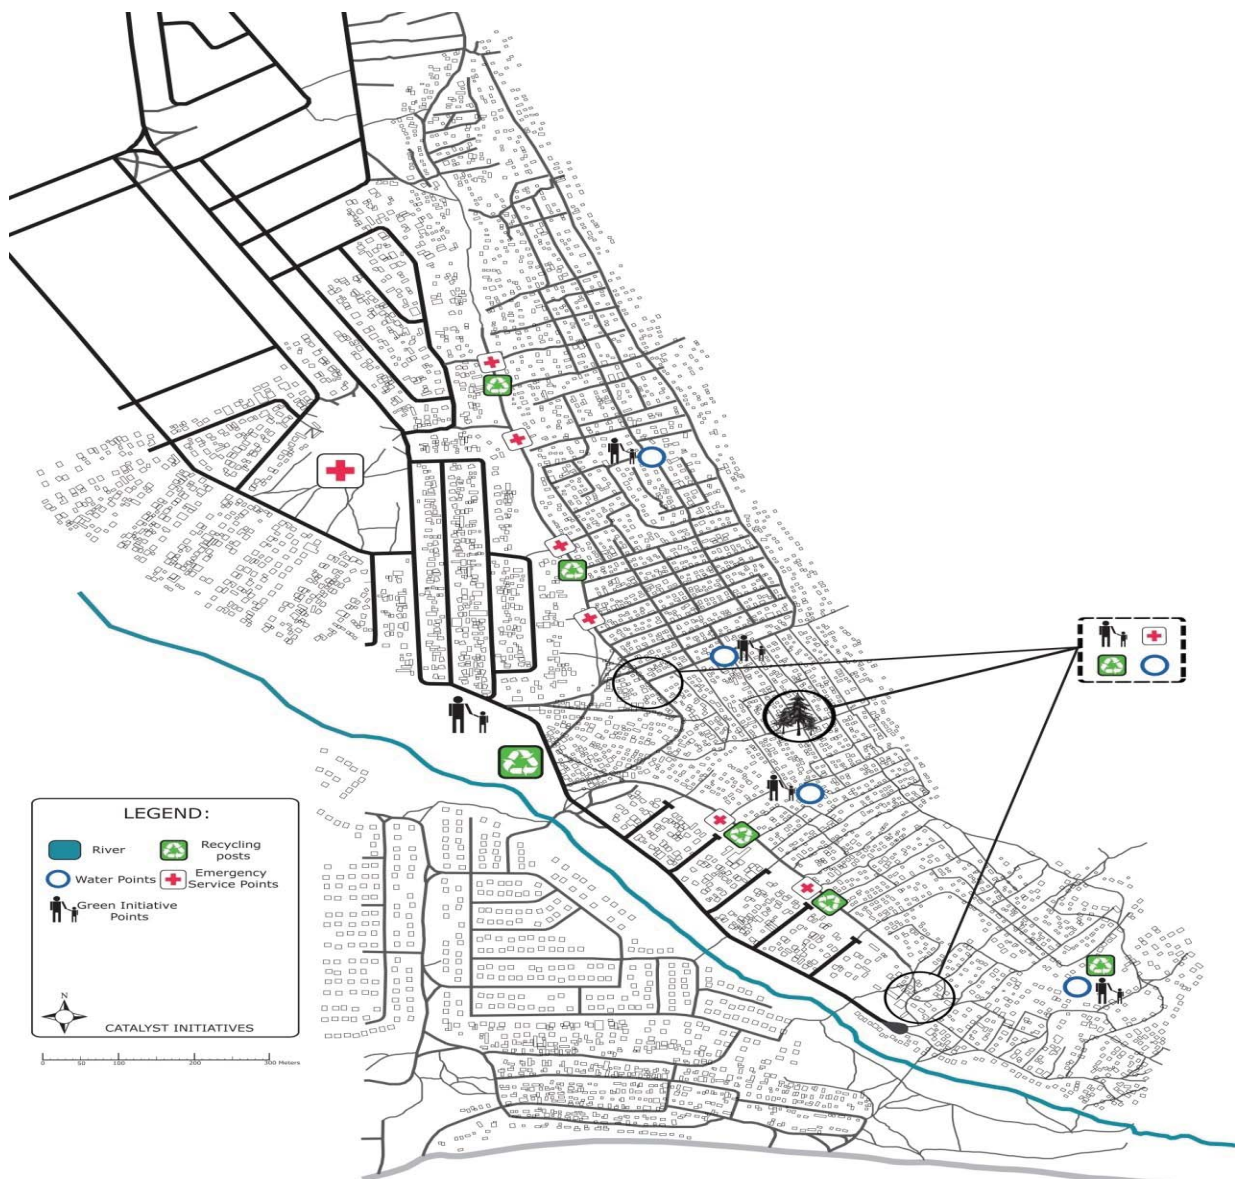 LEGEND:
River
Recycling
posts
Water Points
Emergency
Service Points
Green Initiative
Points
N
CATALYST INITIATIVES
0 50 100 200 300 Meters